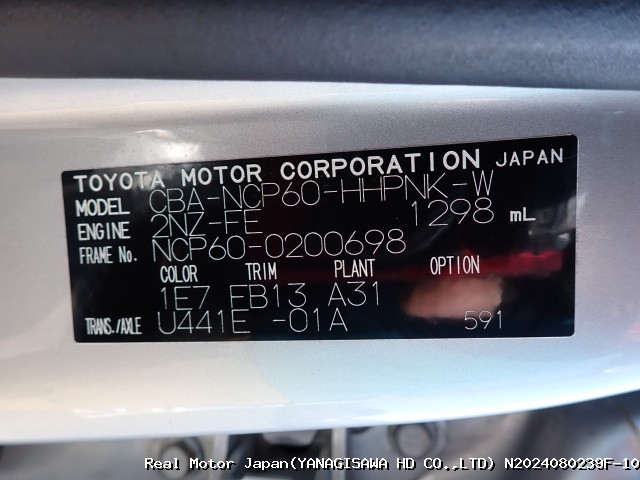 TOYOTA MOTOR CORPORATION JAPAN
MODEL CBA-NCP60-HHPNK-W
ENGINE 2NZ-FE 1298 mL
FRAME No. NCP60-0200698
COLOR TRIM PLANT OPTION
1E7 FB13 A31
TRANS./AXLE U441E -01A 591
Real Motor Japan(YANAGISAWA HD CO.,LTD) N2024080239F-10